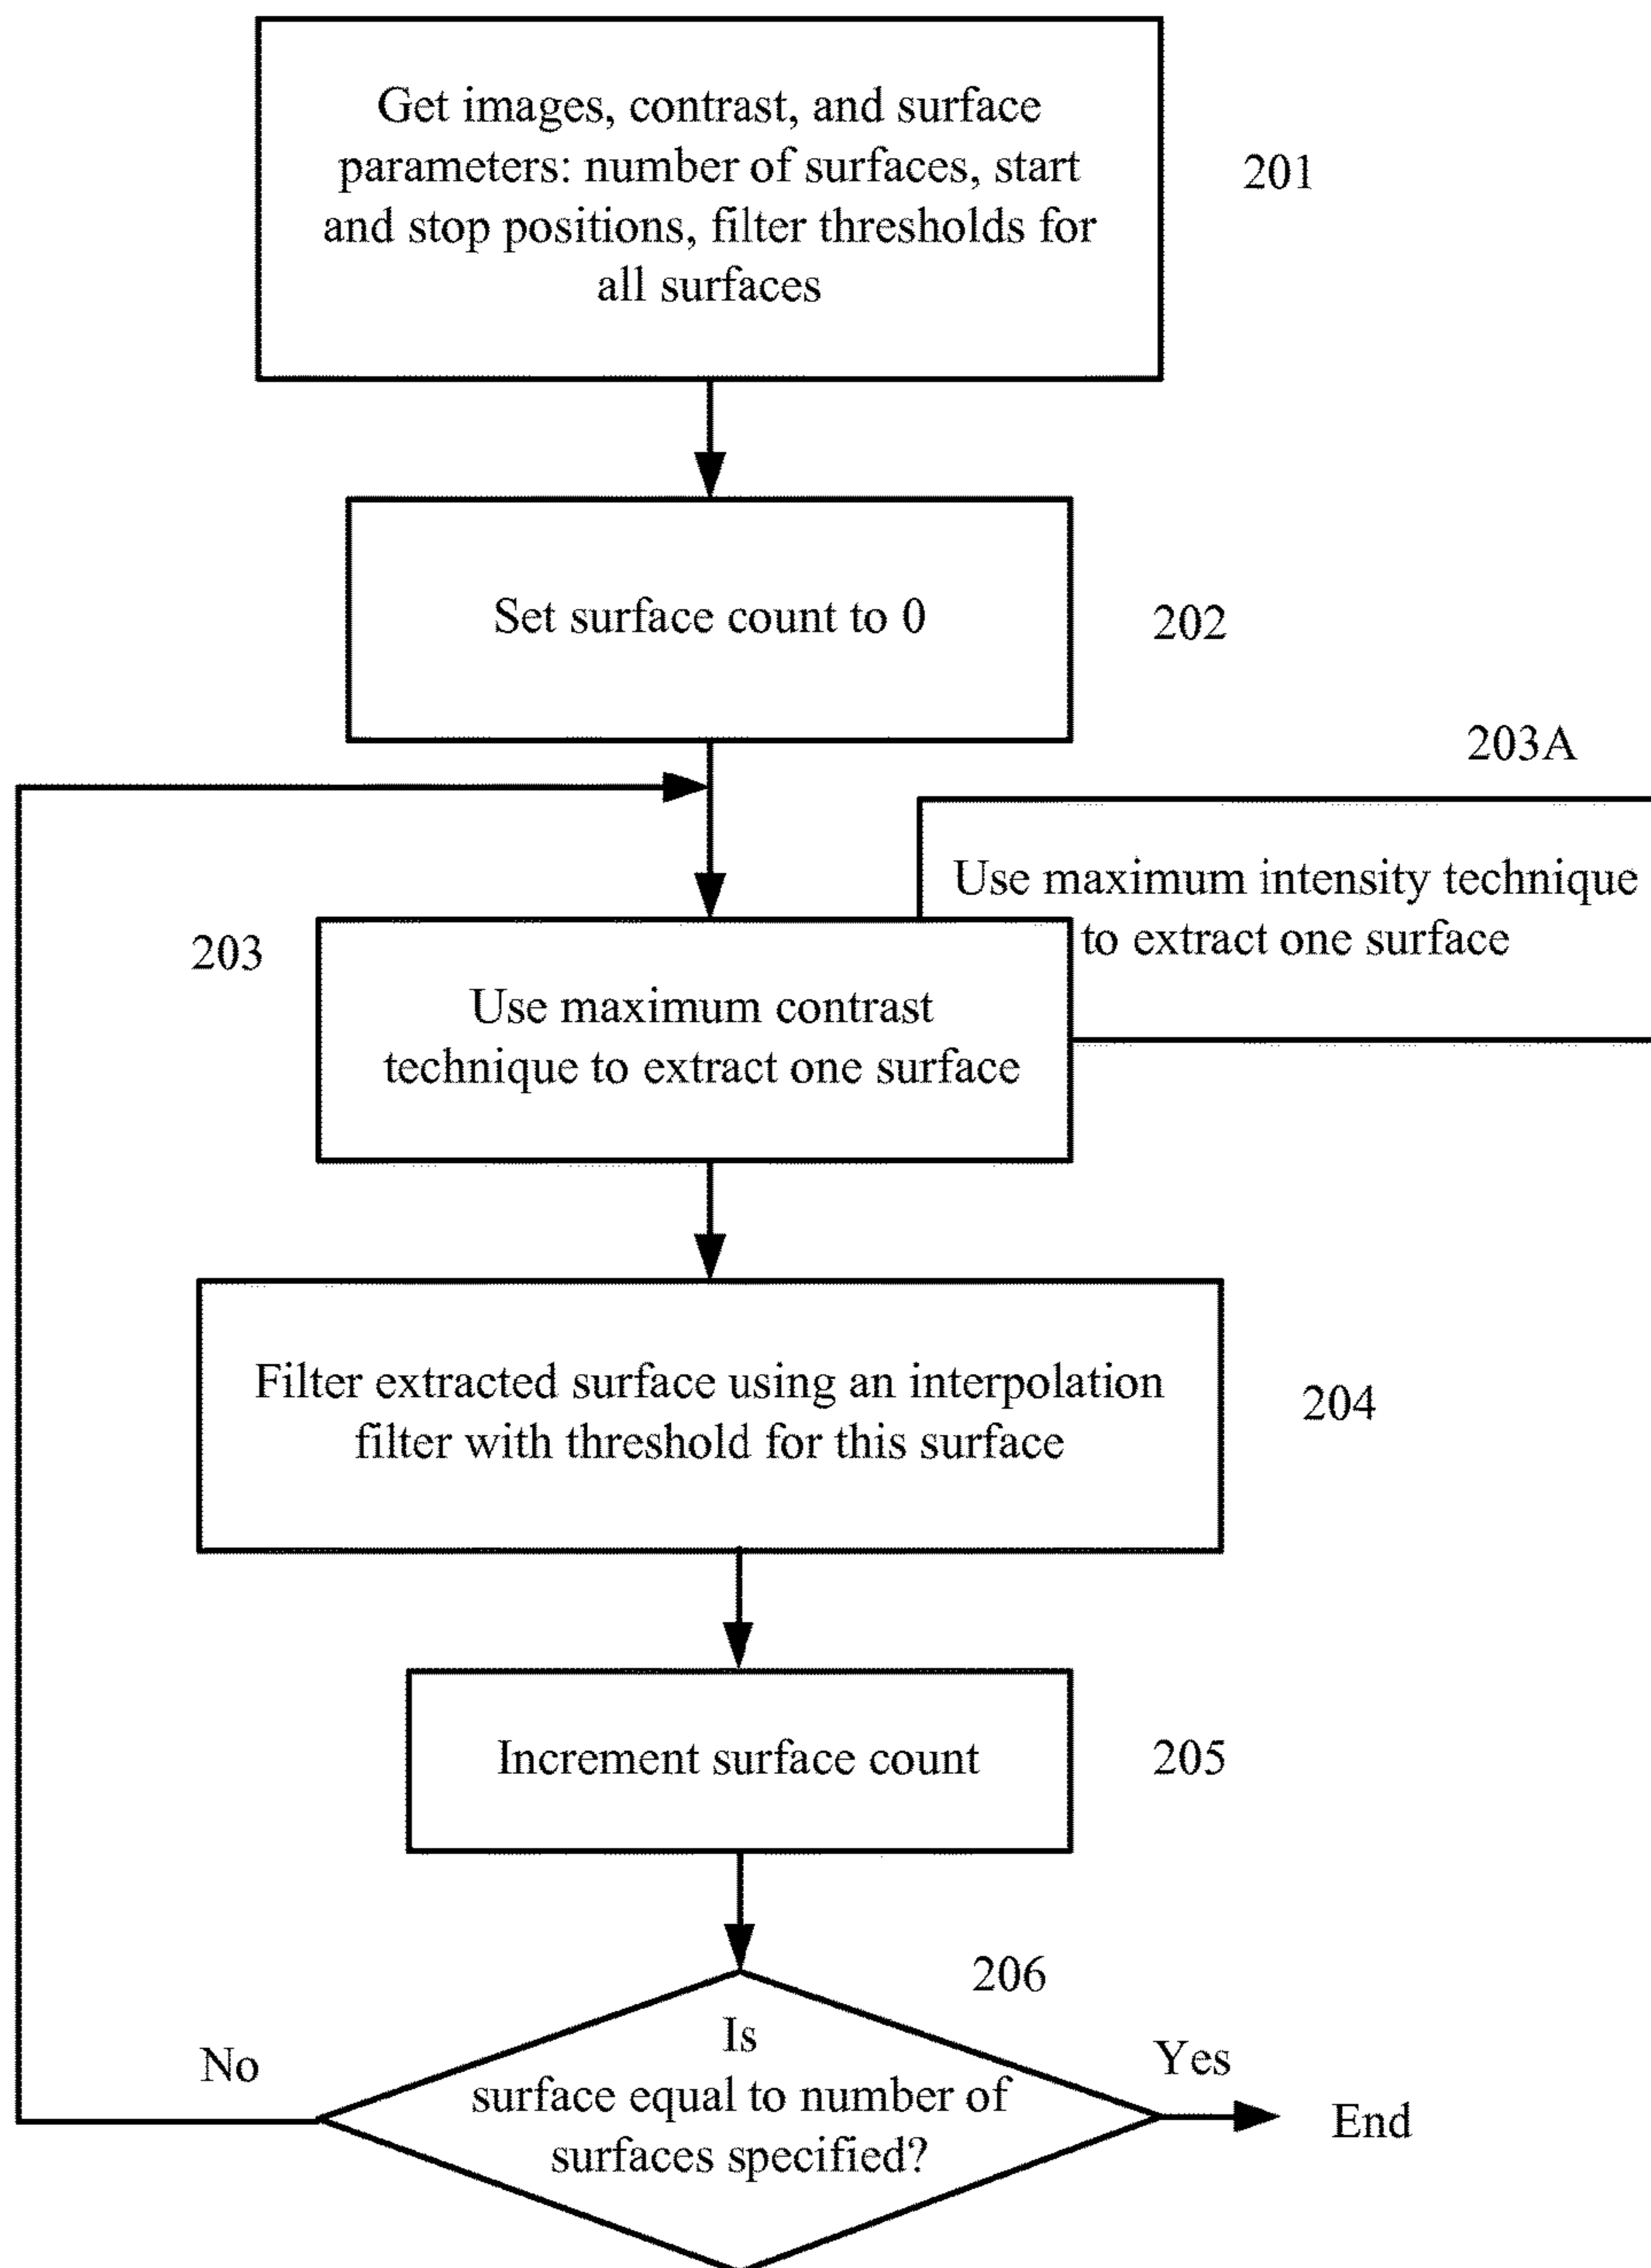 Get images, contrast, and surface
parameters: number of surfaces, start
and stop positions, filter thresholds for
all surfaces
201
Set surface count to 0
202
203A
Use maximum intensity technique
to extract one surface
203
Use maximum contrast
technique to extract one surface
Filter extracted surface using an interpolation
filter with threshold for this surface
204
Increment surface count
205
206
Is
surface equal to number of
surfaces specified?
No
Yes
End